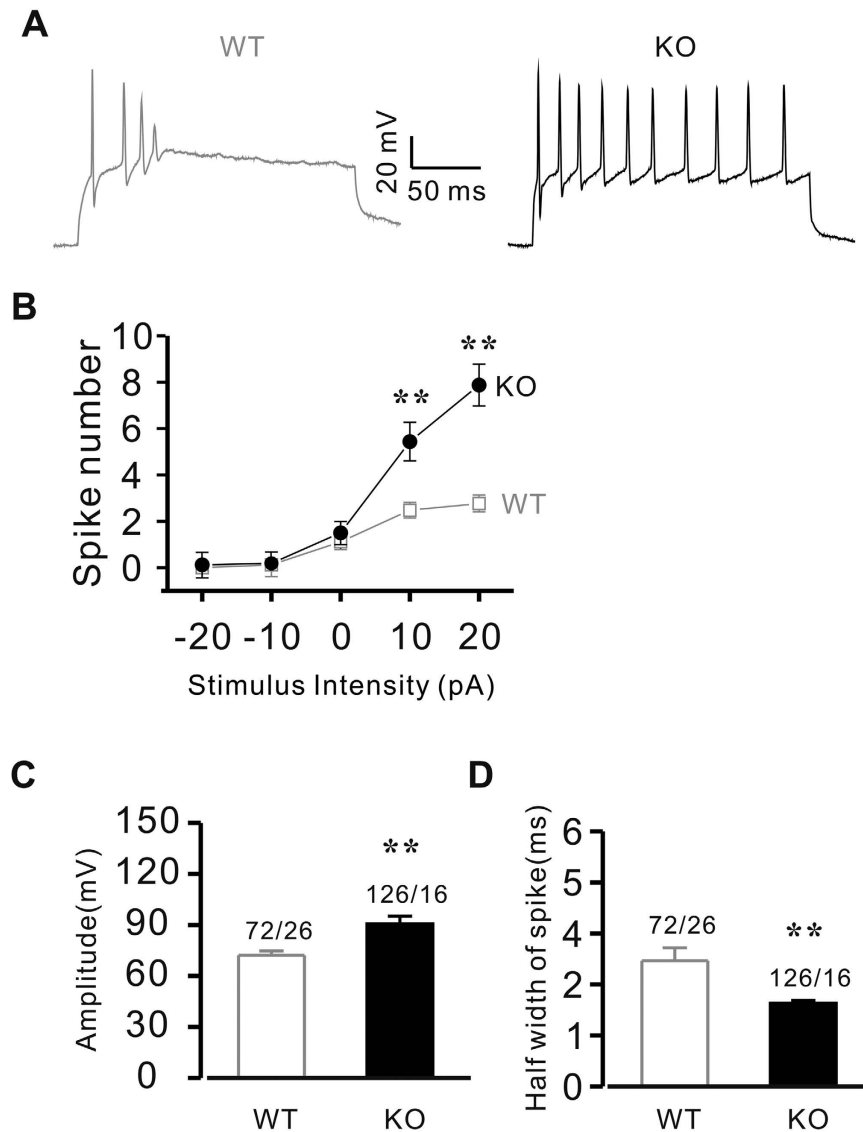 A
WT
KO
20 mV
50 ms
B
Spike number
10
8
6
4
2
0
**
**
KO
WT
-20 -10 0 10 20
Stimulus Intensity (pA)
C
Amplitude(mV)
150
120
90
60
30
0
72/26
**
126/16
WT KO
D
Half width of spike(ms)
6
5
4
2
1
0
72/26
**
126/16
WT KO